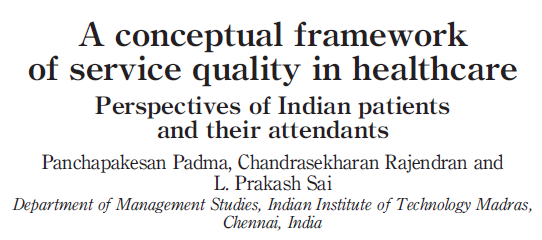 A conceptual framework
of service quality in healthcare
Perspectives of Indian patients
and their attendants
Panchapakesan Padma, Chandrasekharan Rajendran and
L. Prakash Sai
Department of Management Studies, Indian Institute of Technology Madras,
Chennai, India